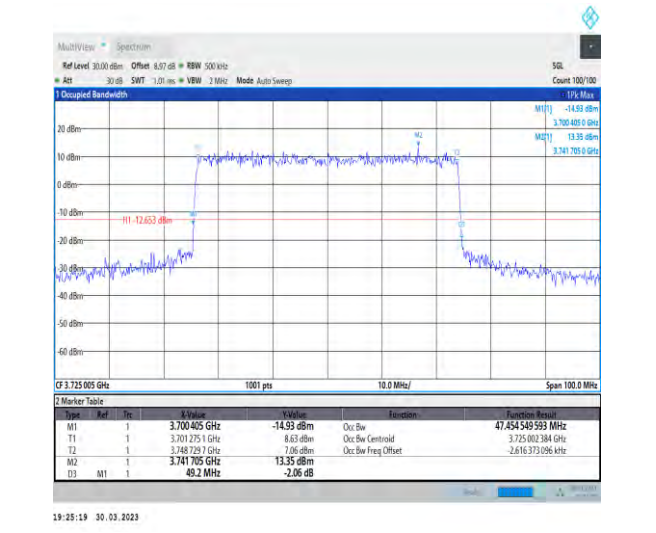 MultiView Spectrum
Ref Level 30.00 dBm Offset 8.97 dB RBW 500 kHz SGL
Att 30 dB SWT 1.01 ms VBW 2 MHz Mode Auto Sweep Count 100/100
1 Occupied Bandwidth 1Pk Max
M1[1] -14.93 dBm
3.700 405 0 GHz
M2[1] 13.35 dBm
3.741 705 0 GHz
20 dBm
M2
T1
T2
10 dBm
0 dBm
-10 dBm
M1
H1 -12.653 dBm
D3
-20 dBm
-30 dBm
-40 dBm
-50 dBm
-60 dBm
CF 3.725 005 GHz 1001 pts 10.0 MHz/ Span 100.0 MHz
2 Marker Table
Type Ref Trc X-Value Y-Value Function Function Result
M1 1 3.700 405 GHz -14.93 dBm Occ Bw 47.454 549 593 MHz
T1 1 3.701 275 1 GHz 8.63 dBm Occ Bw Centroid 3.725 002 384 GHz
T2 1 3.748 729 7 GHz 7.06 dBm Occ Bw Freq Offset -2.616 373 096 kHz
M2 1 3.741 705 GHz 13.35 dBm
D3 M1 1 49.2 MHz -2.06 dB
Ready
19:25:19 30.03.2023